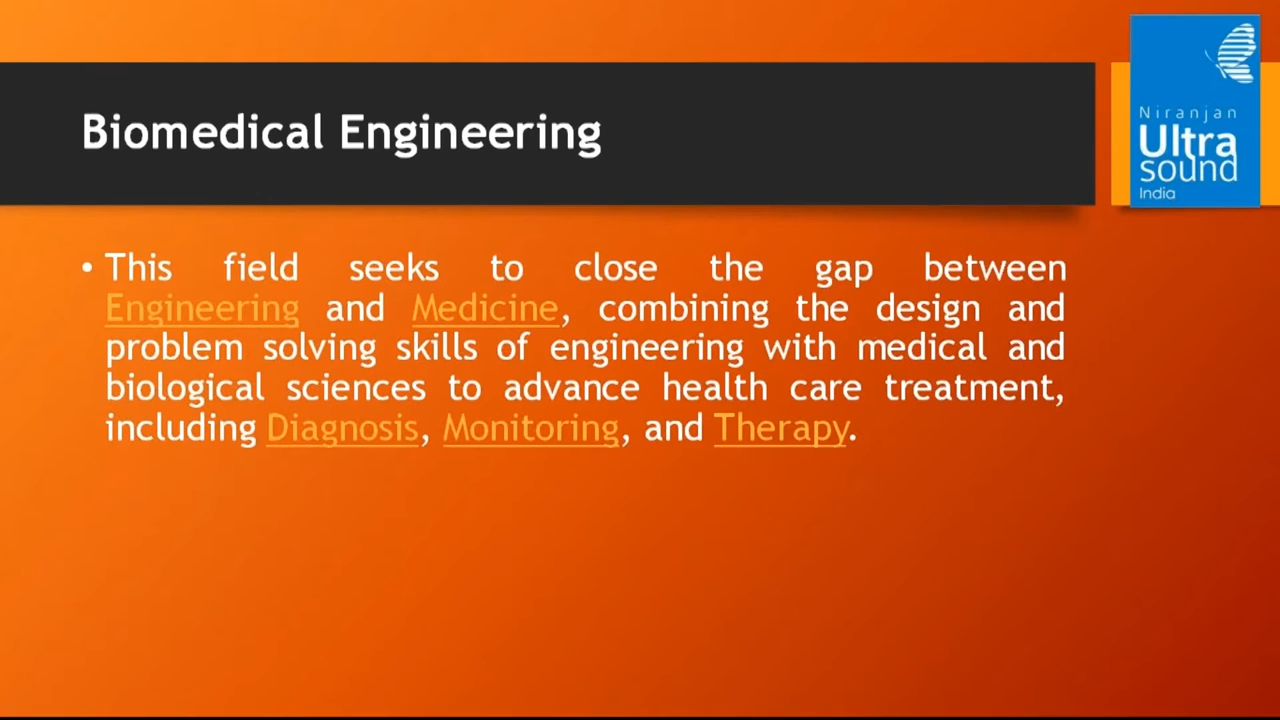 Niranjan
Ultra
sound
India
Biomedical Engineering
• This field seeks to close the gap between
Engineering and Medicine, combining the design and
problem solving skills of engineering with medical and
biological sciences to advance health care treatment,
including Diagnosis, Monitoring, and Therapy.